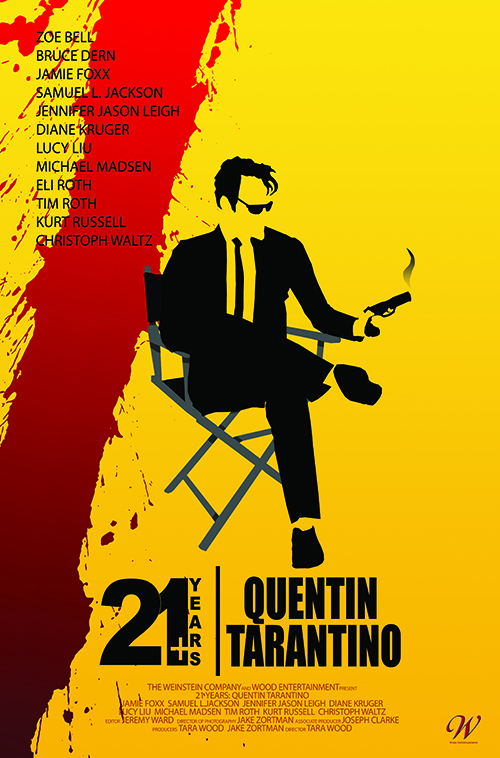 ZOE BELL
BRUCE DERN
JAMIE FOXX
SAMUEL L. JACKSON
JENNIFER JASON LEIGH
DIANE KRUGER
LUCY LIU
MICHAEL MADSEN
ELI ROTH
TIM ROTH
KURT RUSSELL
CHRISTOPH WALTZ
21 YEARS
QUENTIN
TARANTINO
THE WEINSTEIN COMPANY AND WOOD ENTERTAINMENT PRESENT
21 YEARS: QUENTIN TARANTINO
JAMIE FOXX SAMUEL L.JACKSON JENNIFER JASON LEIGH DIANE KRUGER
LUCY LIU MICHAEL MADSEN TIM ROTH KURT RUSSELL CHRISTOPH WALTZ
EDITOR JEREMY WARD DIRECTOR OF PHOTOGRAPHY JAKE ZORTMAN ASSOCIATE PRODUCER JOSEPH CLARKE
PRODUCERS TARA WOOD JAKE ZORTMAN DIRECTOR TARA WOOD
W